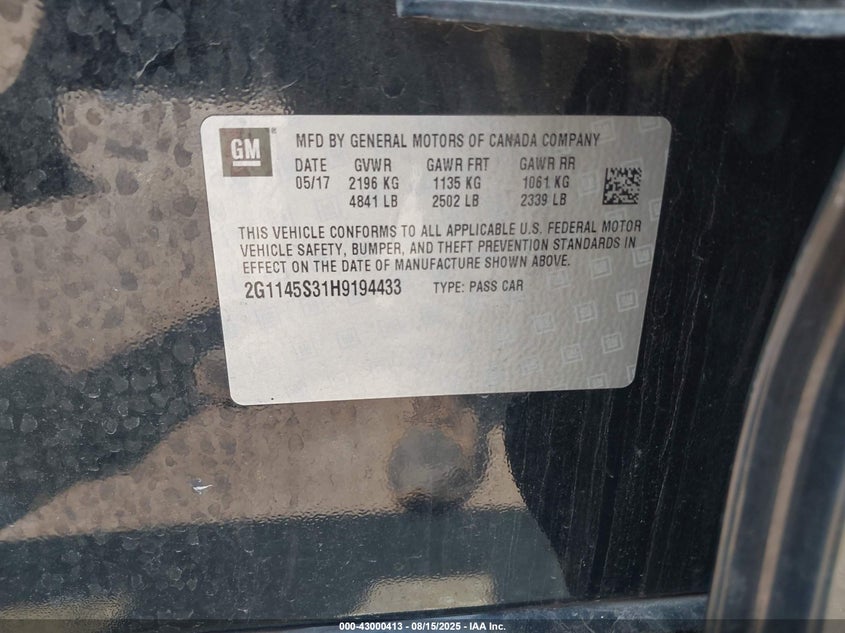 GM ®
MFD BY GENERAL MOTORS OF CANADA COMPANY
DATE GVWR GAWR FRT GAWR RR
05/17 2196 KG 1135 KG 1061 KG
4841 LB 2502 LB 2339 LB
THIS VEHICLE CONFORMS TO ALL APPLICABLE U.S. FEDERAL MOTOR
VEHICLE SAFETY, BUMPER, AND THEFT PREVENTION STANDARDS IN
EFFECT ON THE DATE OF MANUFACTURE SHOWN ABOVE.
2G1145S31H9194433 TYPE: PASS CAR
000-43000413 - 08/15/2025 - IAA Inc.